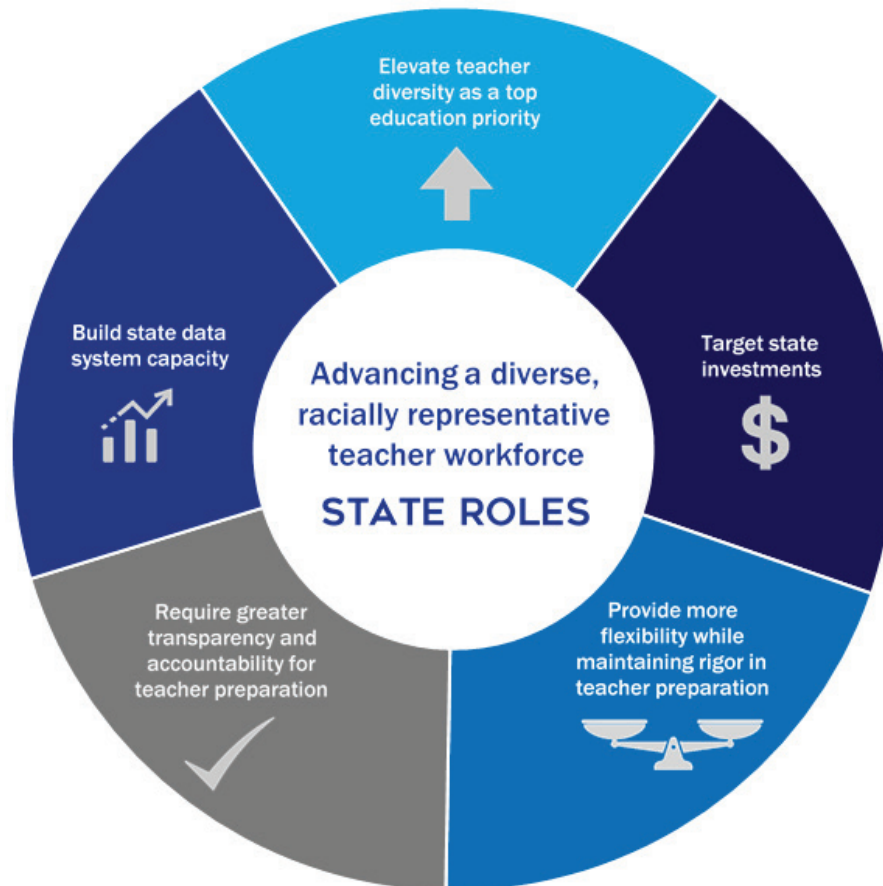 Elevate teacher
diversity as a top
education priority
Target state
investments
$
Provide more
flexibility while
maintaining rigor in
teacher preparation
Require greater
transparency and
accountability for
teacher preparation
Build state data
system capacity
Advancing a diverse,
racially representative
teacher workforce
STATE ROLES